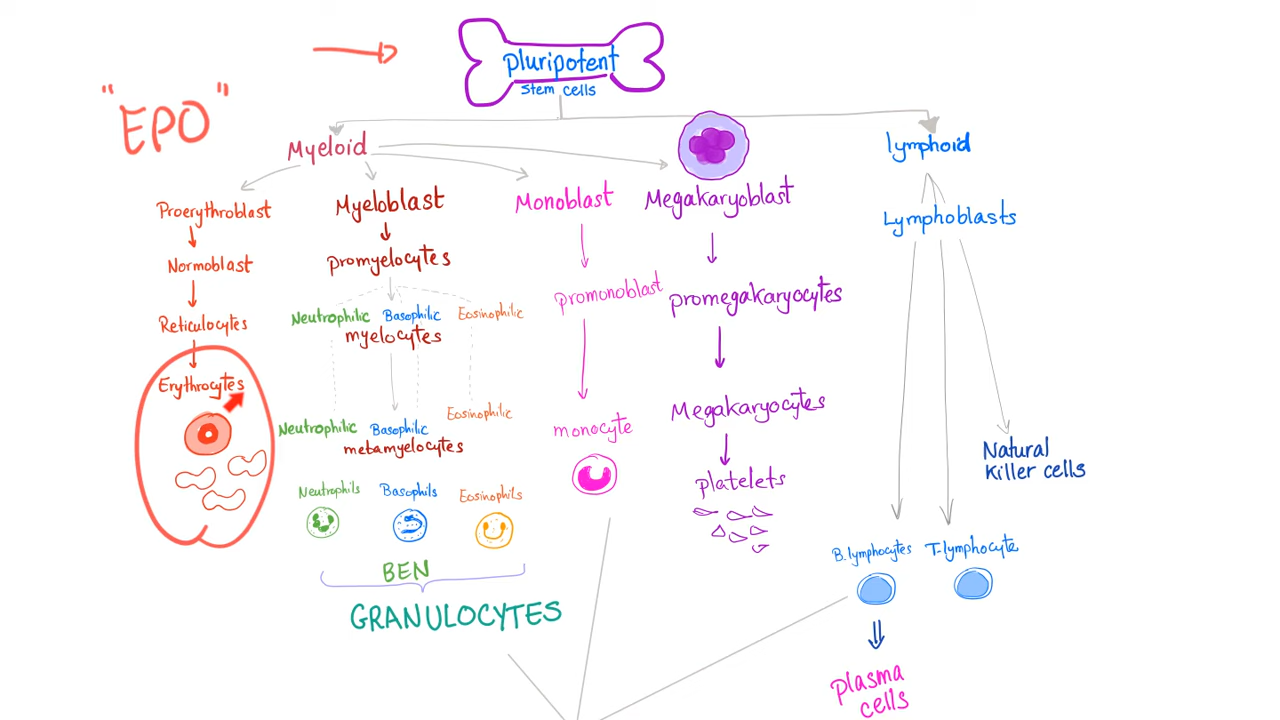 pluripotent
Stem cells
"EPO"
Myeloid
lymphoid
Proerythroblast
Myeloblast
Monoblast
Megakaryoblast
Lymphoblasts
Normoblast
promyelocytes
promonoblast
promegakaryocytes
Reticulocytes
Neutrophilic Basophilic Eosinophilic
myelocytes
Erythrocytes
Megakaryocytes
Neutrophilic Basophilic Eosinophilic
metamyelocytes
monocyte
Natural
Killer cells
platelets
Neutrophils Basophils Eosinophils
B.lymphocytes T-lymphocyte
BEN
GRANULOCYTES
plasma
cells